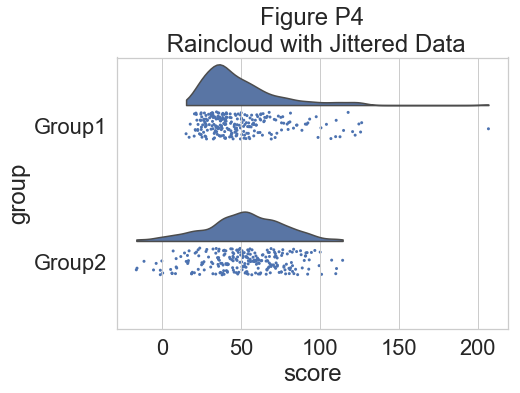 Figure P4
Raincloud with Jittered Data
Group1
group
Group2
0 50 100 150 200
score